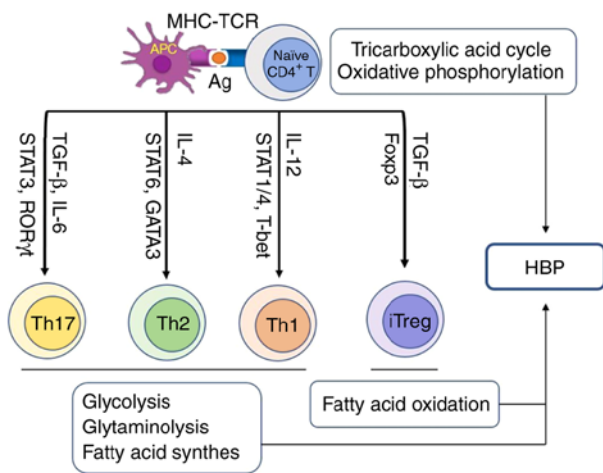 MHC-TCR
APC
Ag
Naïve
CD4+ T
Tricarboxylic acid cycle
Oxidative phosphorylation
TGF-β, IL-6
STAT3, RORγt
IL-4
STAT6, GATA3
IL-12
STAT1/4, T-bet
TGF-β
Foxp3
HBP
Th17
Th2
Th1
iTreg
Glycolysis
Glytaminolysis
Fatty acid synthes
Fatty acid oxidation